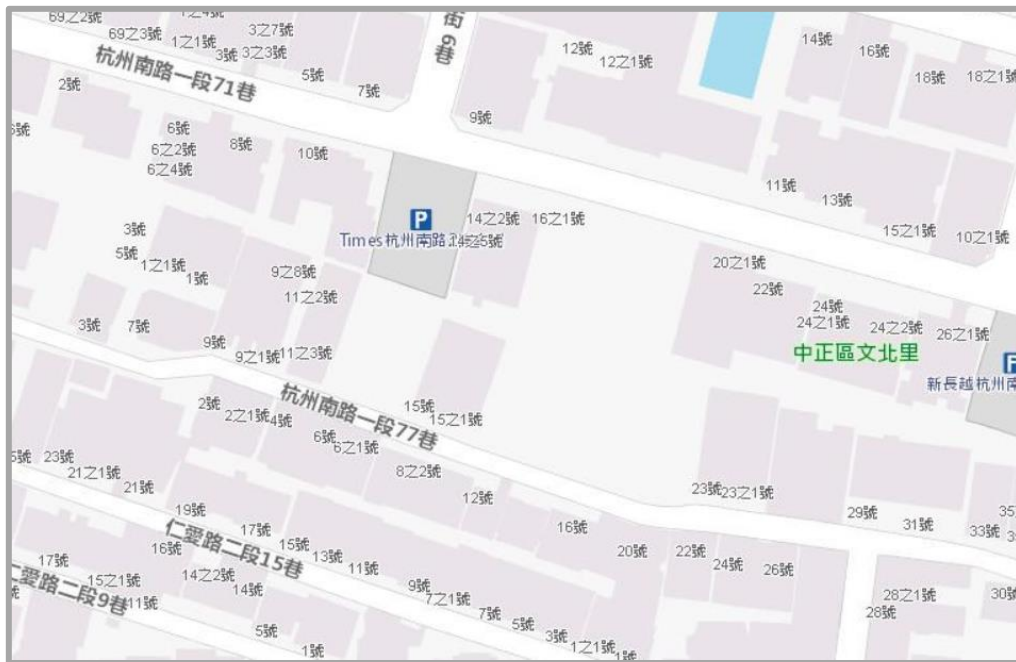 69之2號
1之4號
3之7號
69之3號
1之1號
3號
3之3號
5號
7號
街6巷
12號
12之1號
14號
16號
18號
18之1號
杭州南路一段71巷
2號
9號
6號
6之2號
6之4號
8號
10號
11號
13號
15之1號
10之1號
P
Times杭州南路
14之2號
16之1號
14之5號
3號
5號
1之1號
1號
9之8號
11之2號
20之1號
22號
24號
24之1號
24之2號
26之1號
中正區文北里
新長越杭州南
3號
7號
9號
9之1號
11之3號
杭州南路一段77巷
15號
15之1號
2號
2之1號
4號
6號
6之1號
8之2號
12號
16號
23號
23之1號
29號
31號
33號
23號
21之1號
21號
19號
17號
15號
13號
11號
仁愛路二段15巷
9號
7之1號
7號
5號
3號
1之1號
1號
20號
22號
24號
26號
28之1號
28號
30號
17號
16號
15之1號
14之2號
14號
11號
仁愛路二段9巷
5號
1號